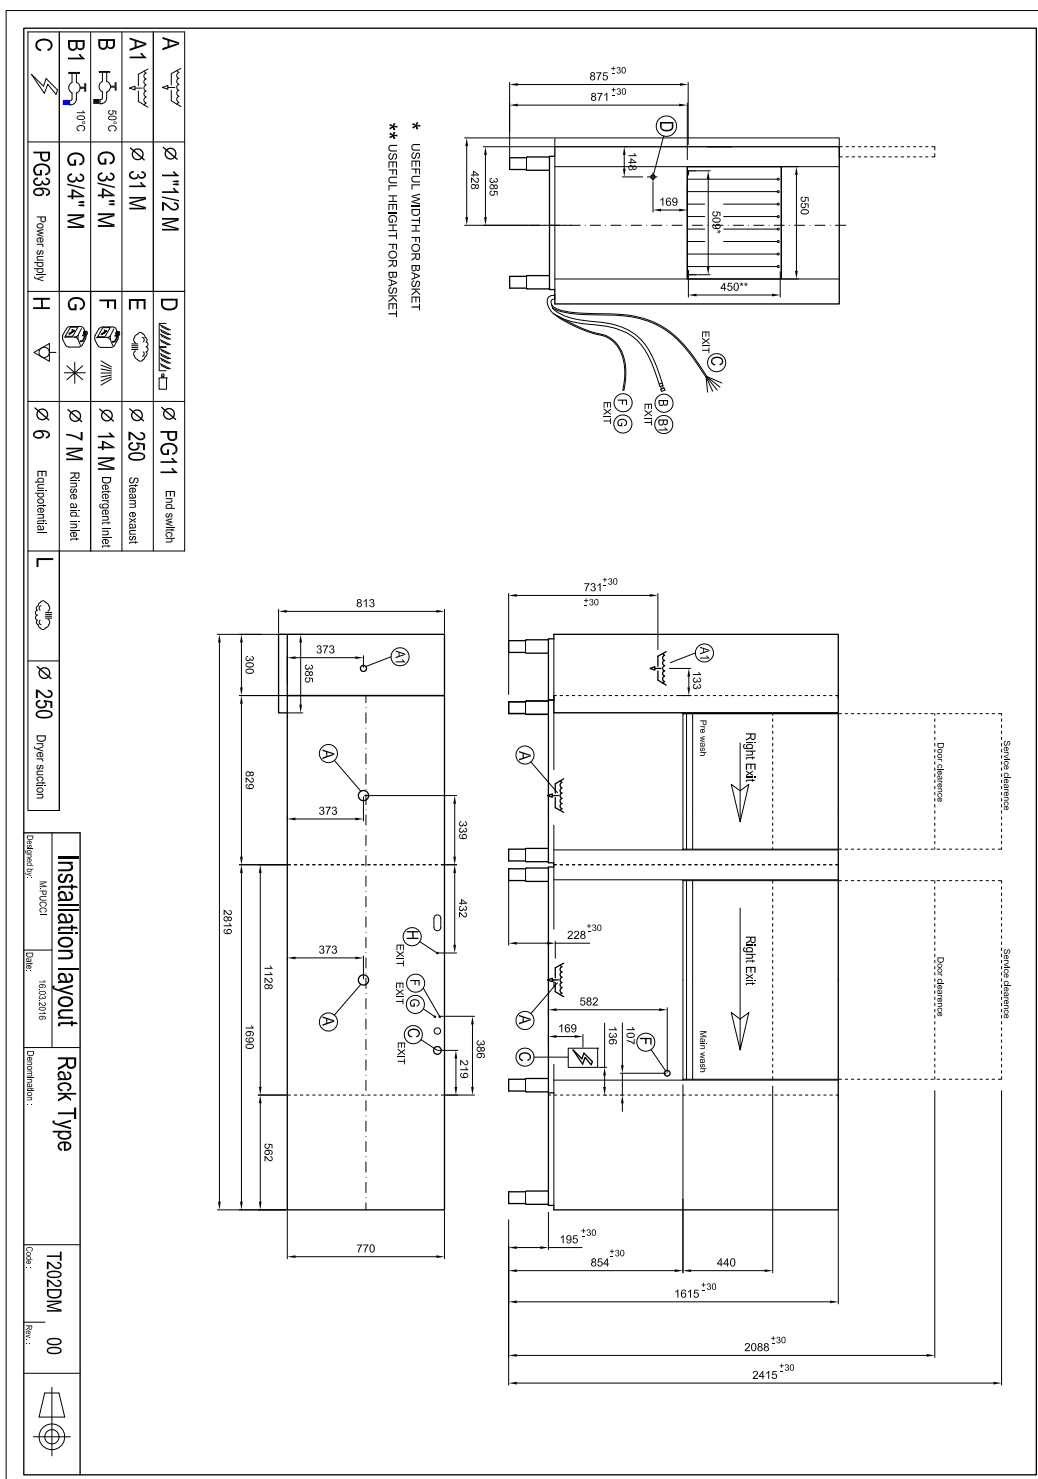 875 ±30
871 ±30
D
148
385
428
169
509*
550
450**
C
EXIT
B B1
EXIT
F G
EXIT
* USEFUL WIDTH FOR BASKET
** USEFUL HEIGHT FOR BASKET
731 ±30
±30
A1
133
Service clearence
Door clearence
Right Exit
Pre wash
A
Service clearence
Door clearence
Right Exit
Main wash
228 ±30
A
582
169
136
107
F
C
195 ±30
854 ±30
440
1615 ±30
2088 ±30
2415 ±30
813
373
385
300
A1
A
829
373
339
432
H
EXIT
F G
EXIT
C
EXIT
373
A
386
219
1128
1690
2819
562
770
A Ø 1"1/2 M D Ø PG11 End switch
A1 Ø 31 M E Ø 250 Steam exaust
B 50°C G 3/4" M F Ø 14 M Detergent inlet
B1 10°C G 3/4" M G Ø 7 M Rinse aid inlet
C PG36 Power supply H Ø 6 Equipotential L Ø 250 Dryer suction
Installation layout
Designed by: M.PUCCI
Date: 16.03.2016
Rack Type
Denomination :
T202DM 00
Code :
Rev. :